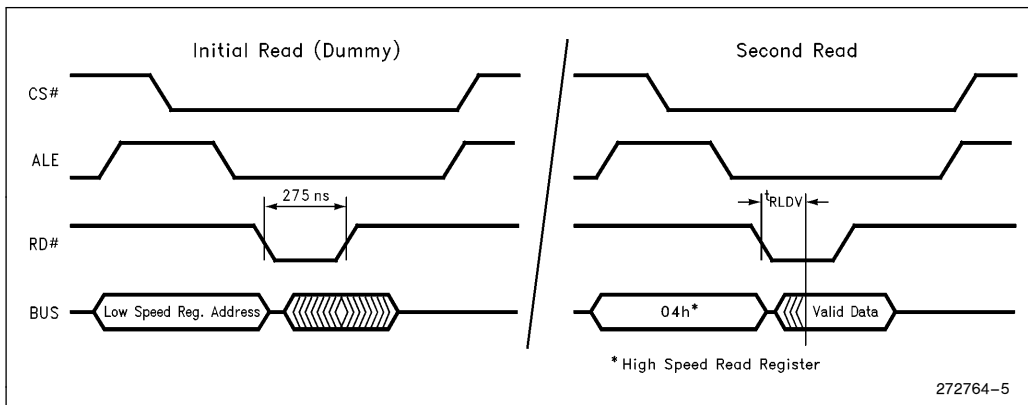 Initial Read (Dummy)
Second Read
CS#
ALE
275 ns
tRLDV
RD#
BUS
Low Speed Reg. Address
04h*
Valid Data
* High Speed Read Register
272764-5